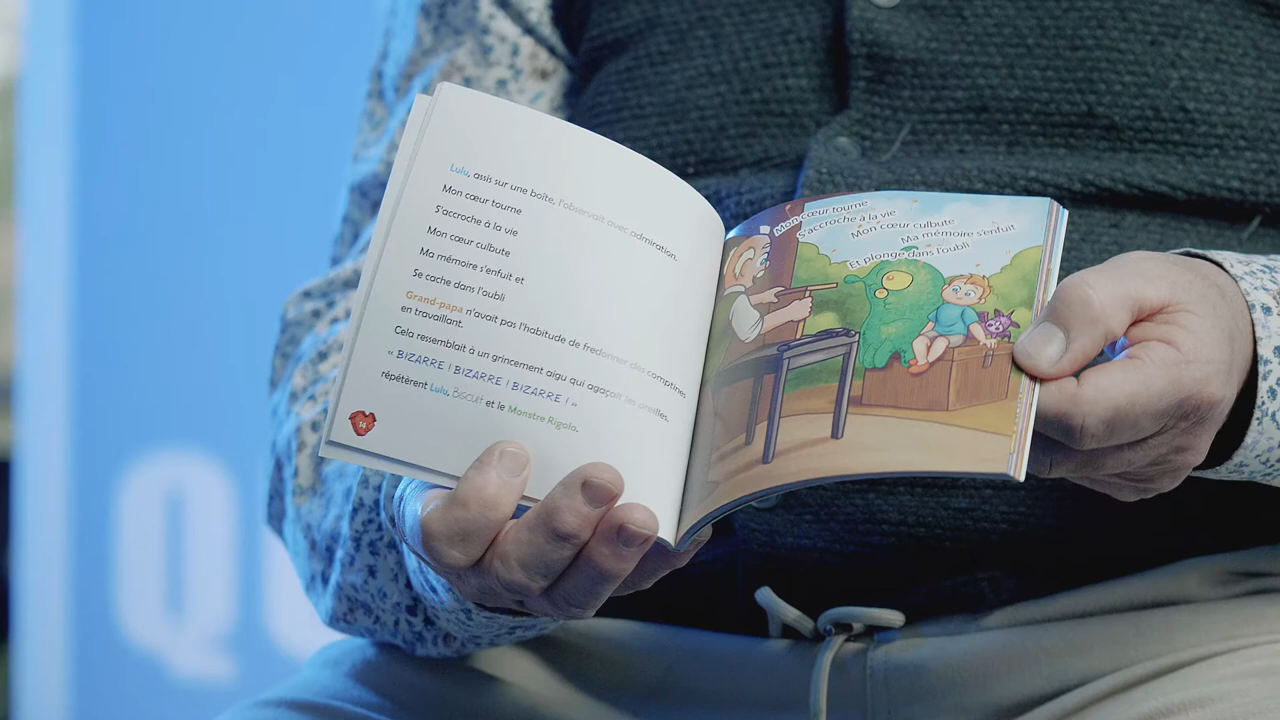 Lulu, assis sur une boîte, l'observait avec admiration.
Mon cœur tourne
S'accroche à la vie
Mon cœur culbute
Ma mémoire s'enfuit et
Se cache dans l'oubli
Grand-papa n'avait pas l'habitude de fredonner des comptines
en travaillant.
Cela ressemblait à un grincement aigu qui agaçait les oreilles.
« BIZARRE ! BIZARRE ! BIZARRE ! »
répétèrent Lulu, Biscuit et le Monstre Rigolo.
14
Mon cœur tourne
S'accroche à la vie
Mon cœur culbute
Ma mémoire s'enfuit
Et plonge dans l'oubli
QU